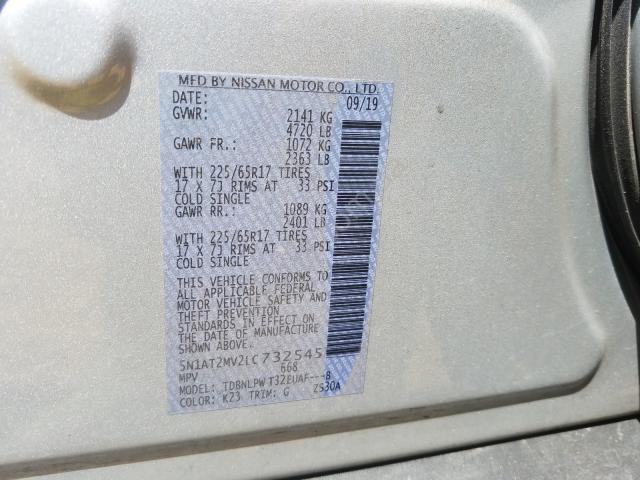 MFD BY NISSAN MOTOR CO., LTD.
DATE: 09/19
GVWR: 2141 KG
4720 LB
GAWR FR.: 1072 KG
2363 LB
WITH 225/65R17 TIRES
17 X 7J RIMS AT 33 PSI
COLD SINGLE
GAWR RR.: 1089 KG
2401 LB
WITH 225/65R17 TIRES
17 X 7J RIMS AT 33 PSI
COLD SINGLE
THIS VEHICLE CONFORMS TO
ALL APPLICABLE FEDERAL
MOTOR VEHICLE SAFETY AND
THEFT PREVENTION
STANDARDS IN EFFECT ON
THE DATE OF MANUFACTURE
SHOWN ABOVE.
5N1AT2MV2LC732545
MPV 668
MODEL: TDBNLPW T32EUAF---B
COLOR: K23 TRIM: G ZS30A